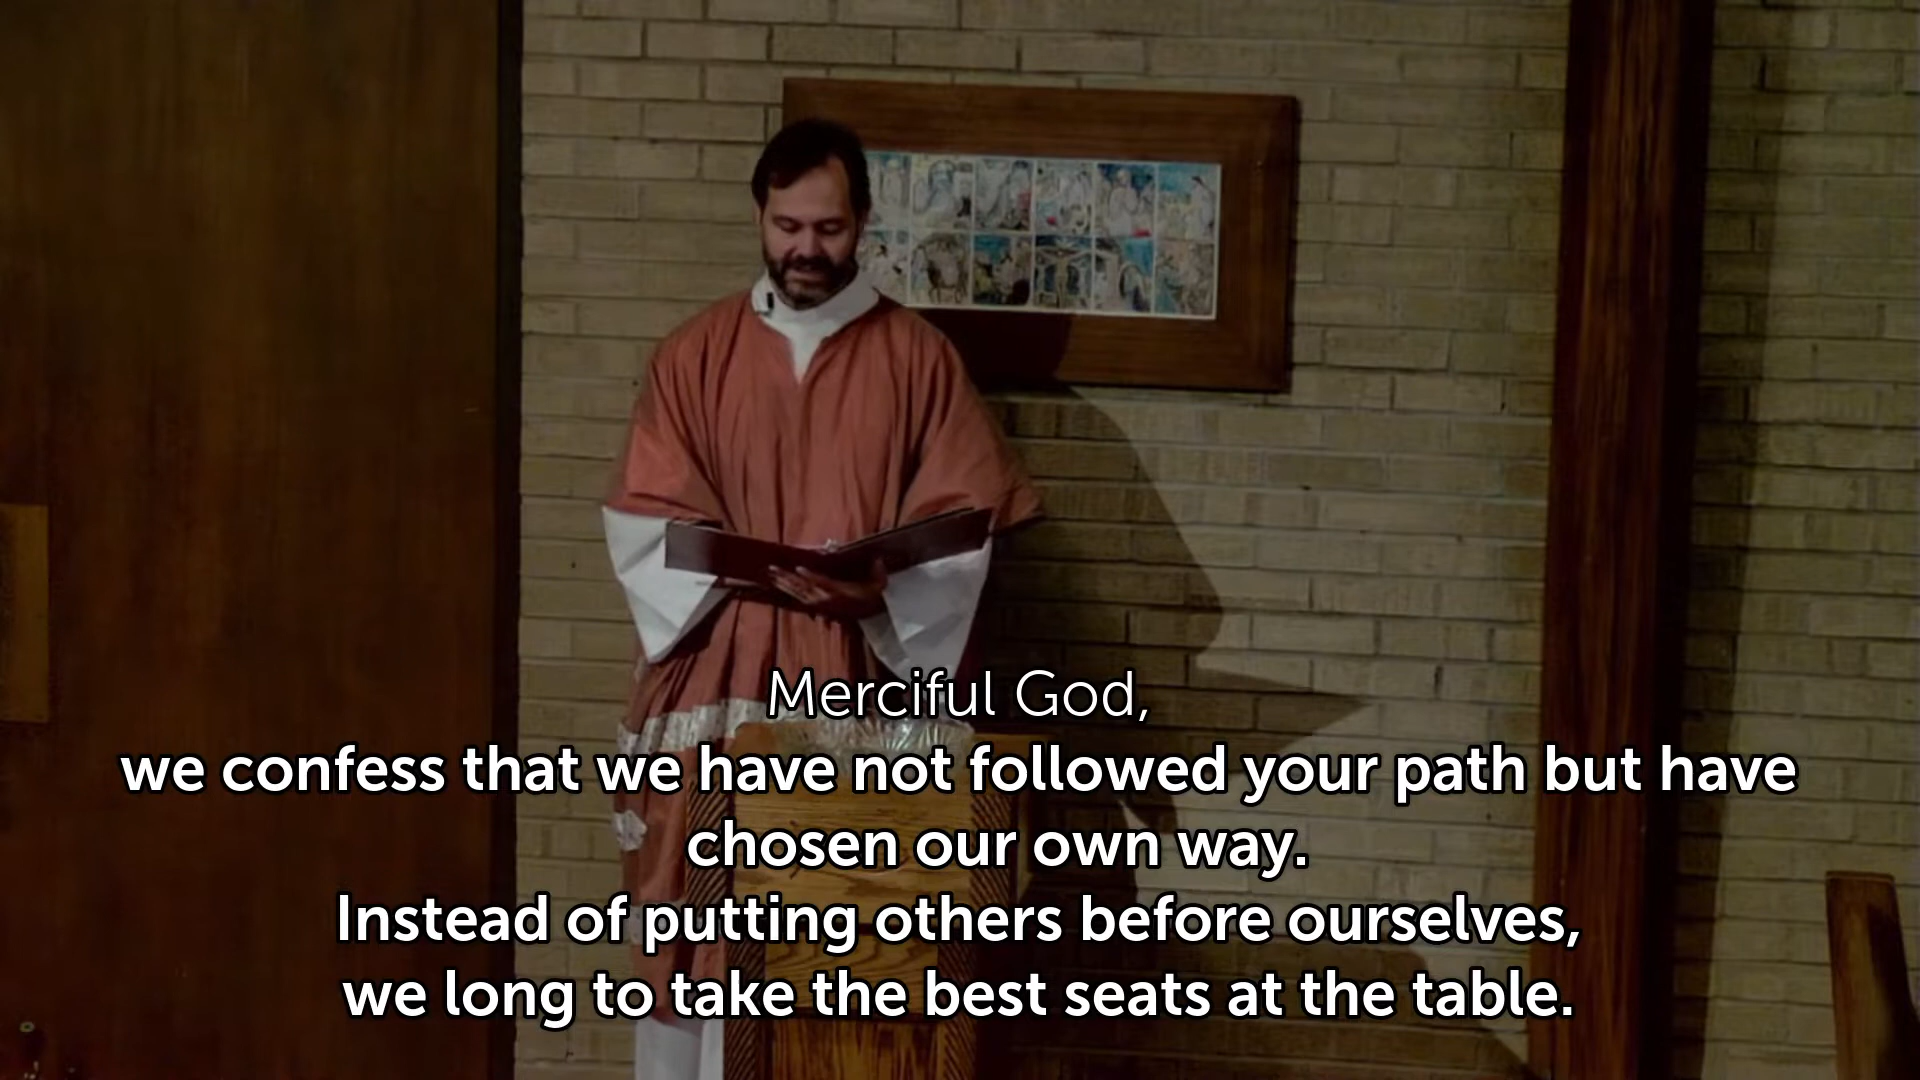 Merciful God,
we confess that we have not followed your path but have
chosen our own way.
Instead of putting others before ourselves,
we long to take the best seats at the table.